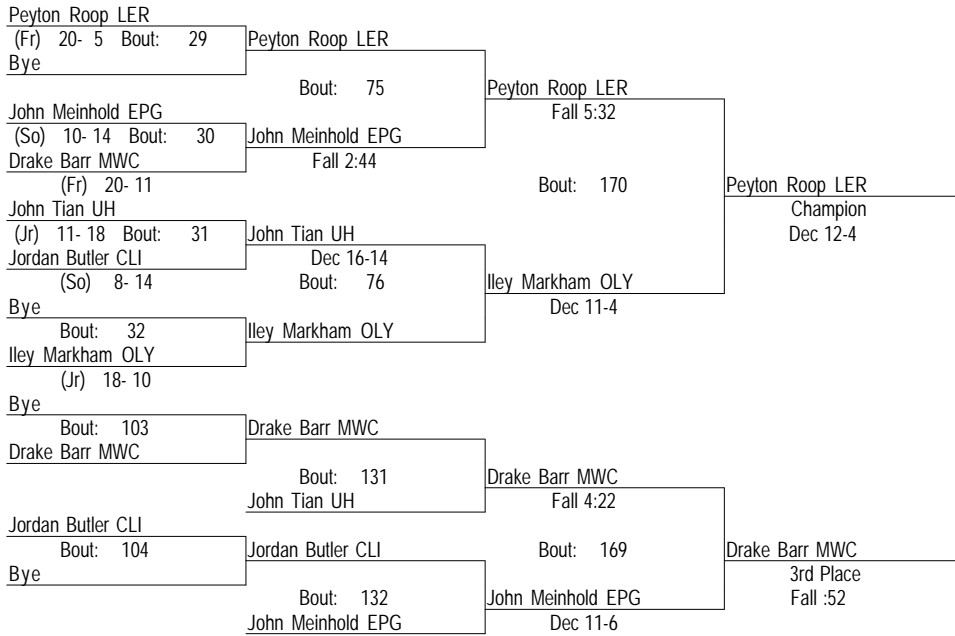 Peyton Roop LER
(Fr) 20- 5 Bout: 29
Peyton Roop LER
Bye
Bout: 75
Peyton Roop LER
Fall 5:32
John Meinhold EPG
(So) 10- 14 Bout: 30
John Meinhold EPG
Drake Barr MWC
Fall 2:44
(Fr) 20- 11
Bout: 170
Peyton Roop LER
Champion
Dec 12-4
John Tian UH
(Jr) 11- 18 Bout: 31
John Tian UH
Jordan Butler CLI
Dec 16-14
(So) 8- 14
Bout: 76
Iley Markham OLY
Dec 11-4
Bye
Bout: 32
Iley Markham OLY
Iley Markham OLY
(Jr) 18- 10
Bye
Bout: 103
Drake Barr MWC
Drake Barr MWC
Bout: 131
Drake Barr MWC
John Tian UH
Fall 4:22
Jordan Butler CLI
Bout: 104
Jordan Butler CLI
Bout: 169
Drake Barr MWC
Bye
3rd Place
Bout: 132
John Meinhold EPG
Fall :52
John Meinhold EPG
Dec 11-6